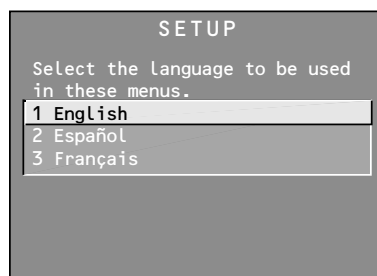 SETUP
Select the language to be used
in these menus.
1 English
2 Español
3 Français